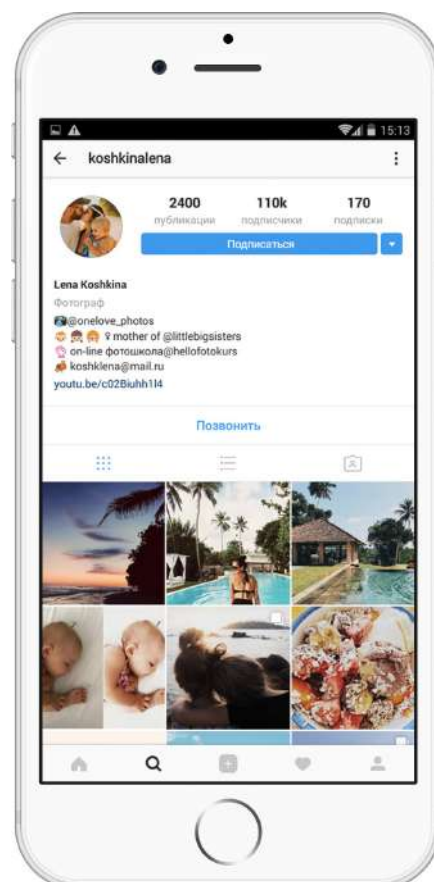 15:13
koshkinalena
2400 110k 170
публикации подписчики подписки
Подписаться
Lena Koshkina
Фотограф
@onelove_photos
mother of @littlebigsisters
on-line фотошкола@hellofotokurs
koshklena@mail.ru
youtu.be/c02Biuhh1l4
Позвонить